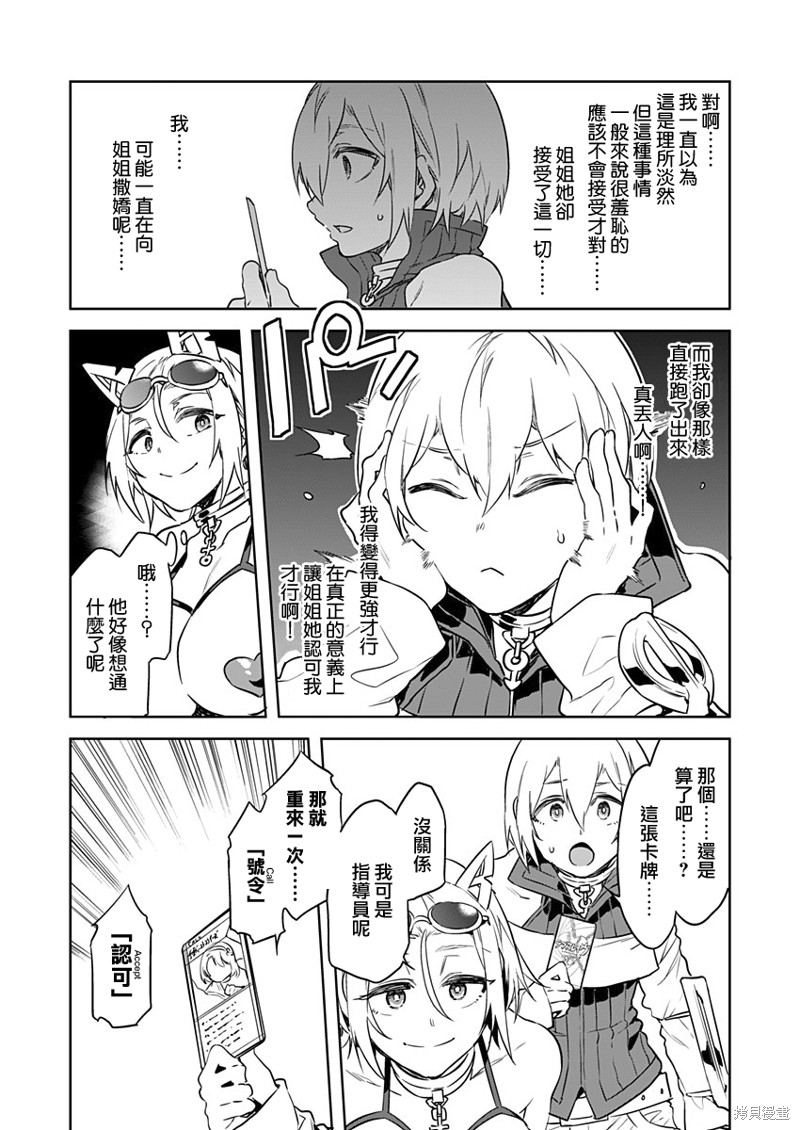 對啊……
我一直以為
這是理所淡然
但這種事情
一般來說很羞恥的
應該不會接受才對……
姐姐她卻
接受了這一切……
我……
可能一直在向
姐姐撒嬌呢……
而我卻像那樣
直接跑了出來
真丟人啊……！
パァン
我得變得更強才行
在真正的意義上
讓姐姐她認可我
才行啊！
哦……？
他好像想通
什麼了呢
那個……還是
算了吧……？
這張卡牌……
沒關係
我可是
指導員呢
那就
重來一次……
「號令」
Call
「認可」
Accept
拷貝漫畫